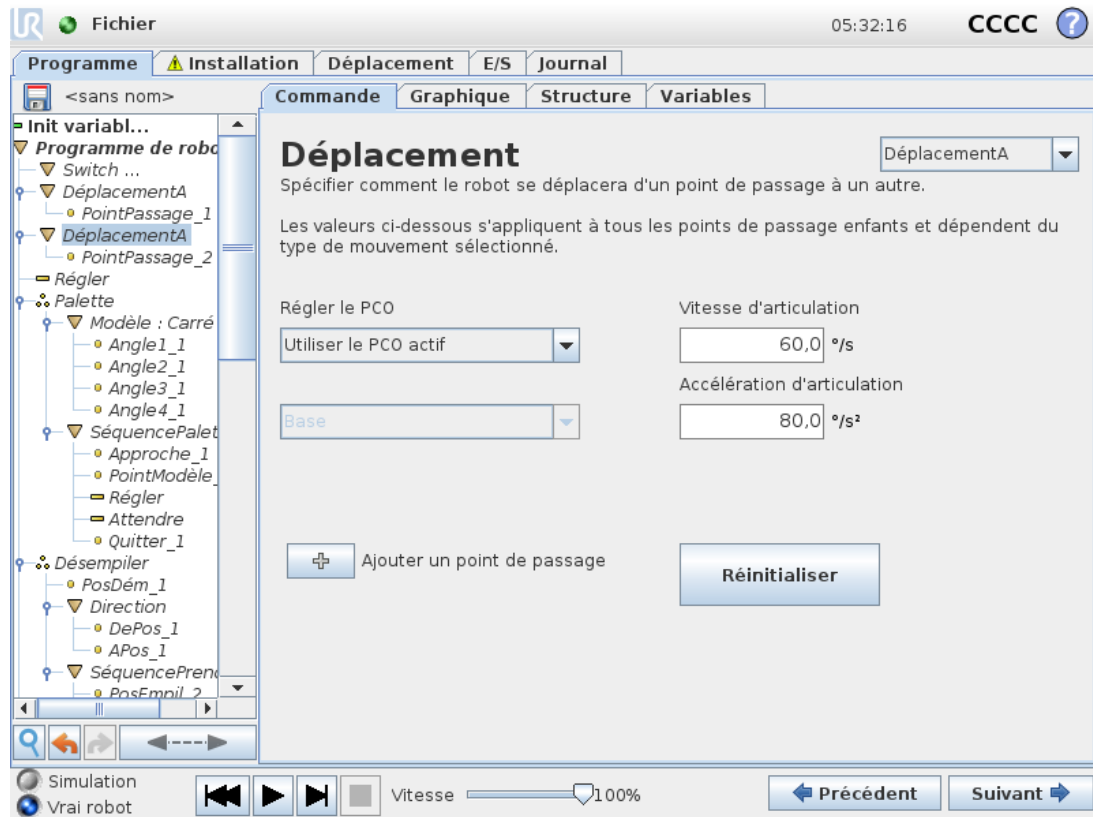 UR Fichier 05:32:16 CCCC ?
Programme Installation Déplacement E/S Journal
<sans nom>
Commande Graphique Structure Variables
Init variabl...
Programme de robo
Switch ...
DéplacementA
PointPassage_1
DéplacementA
PointPassage_2
Régler
Palette
Modèle : Carré
Angle1_1
Angle2_1
Angle3_1
Angle4_1
SéquencePalet
Approche_1
PointModèle_
Régler
Attendre
Quitter_1
Désempiler
PosDém_1
Direction
DePos_1
APos_1
SéquencePren
PosEmpil_2
Déplacement
DéplacementA
Spécifier comment le robot se déplacera d'un point de passage à un autre.
Les valeurs ci-dessous s'appliquent à tous les points de passage enfants et dépendent du
type de mouvement sélectionné.
Régler le PCO
Utiliser le PCO actif
Base
Vitesse d'articulation
60,0 °/s
Accélération d'articulation
80,0 °/s²
Ajouter un point de passage
Réinitialiser
Simulation
Vrai robot
Vitesse 100%
Précédent
Suivant